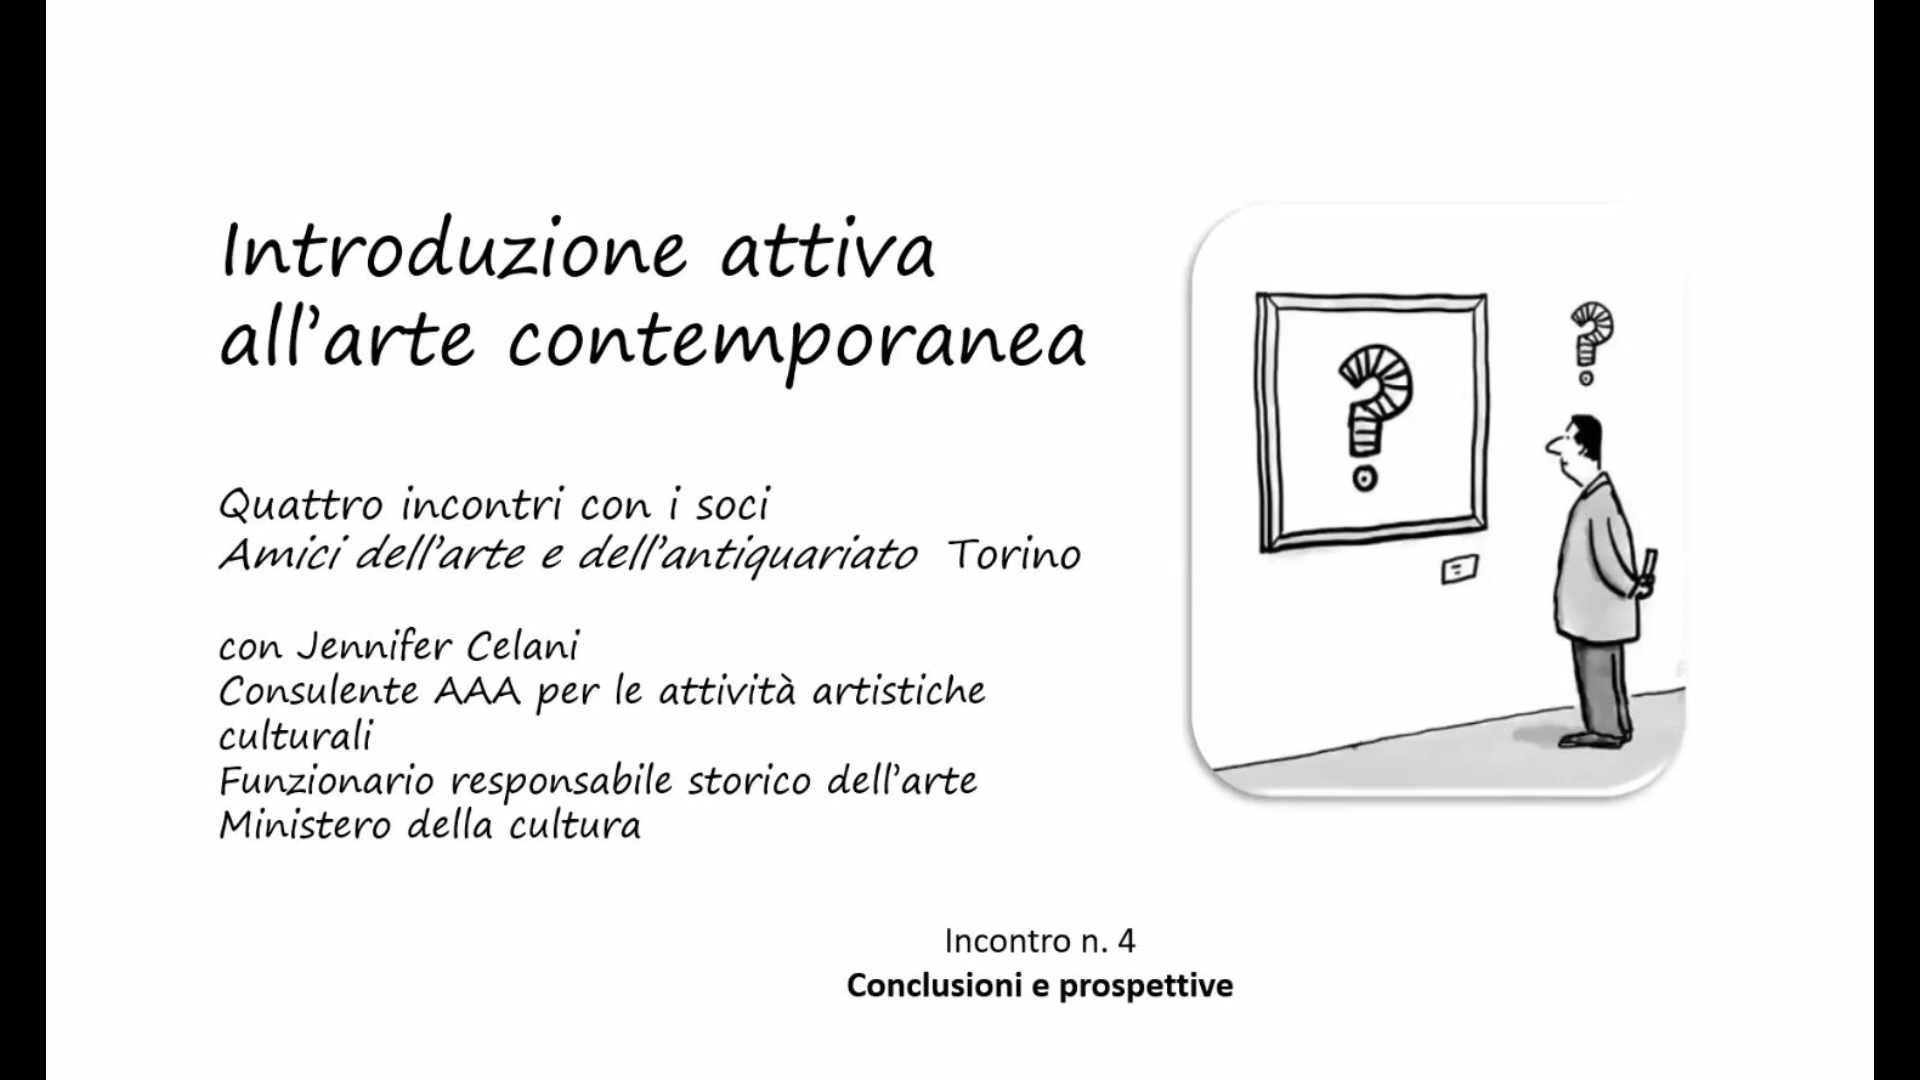 Introduzione attiva
all’arte contemporanea
Quattro incontri con i soci
Amici dell’arte e dell’antiquariato Torino
con Jennifer Celani
Consulente AAA per le attività artistiche
culturali
Funzionario responsabile storico dell’arte
Ministero della cultura
?
?
Incontro n. 4
Conclusioni e prospettive